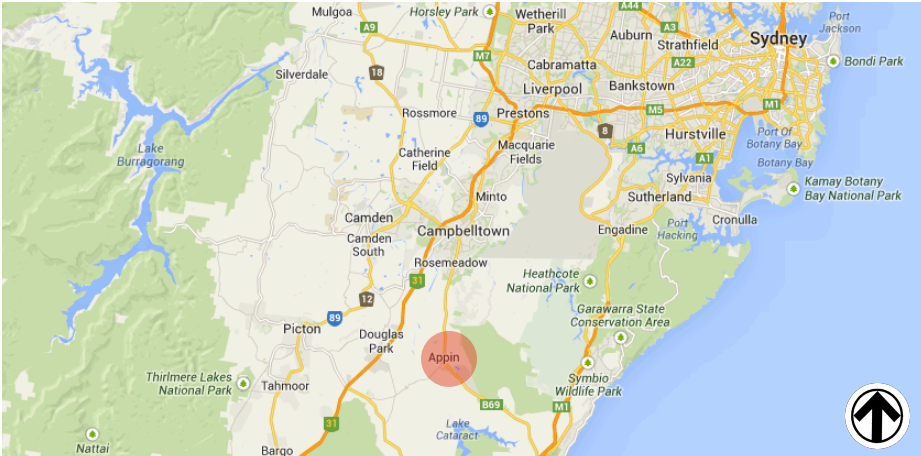 Mulgoa
A9
Horsley Park
Wetherill
Park
A44
A3
Auburn
Strathfield
Sydney
Port
Jackson
Bondi Park
M7
A22
Silverdale
18
Cabramatta
Liverpool
Bankstown
Rossmore
89
Prestons
M5
M1
8
Hurstville
Port Of
Botany Bay
Lake
Burragorang
Catherine
Field
Macquarie
Fields
A6
A1
Botany Bay
Sylvania
Kamay Botany
Bay National Park
Minto
Sutherland
Camden
Cronulla
Campbelltown
Engadine
Port
Hacking
Camden
South
Rosemeadow
31
Heathcote
National Park
12
89
Garawarra State
Conservation Area
Picton
Douglas
Park
Appin
Thirlmere Lakes
National Park
Tahmoor
Symbio
Wildlife Park
B69
M1
31
Lake
Cataract
Nattai
Bargo